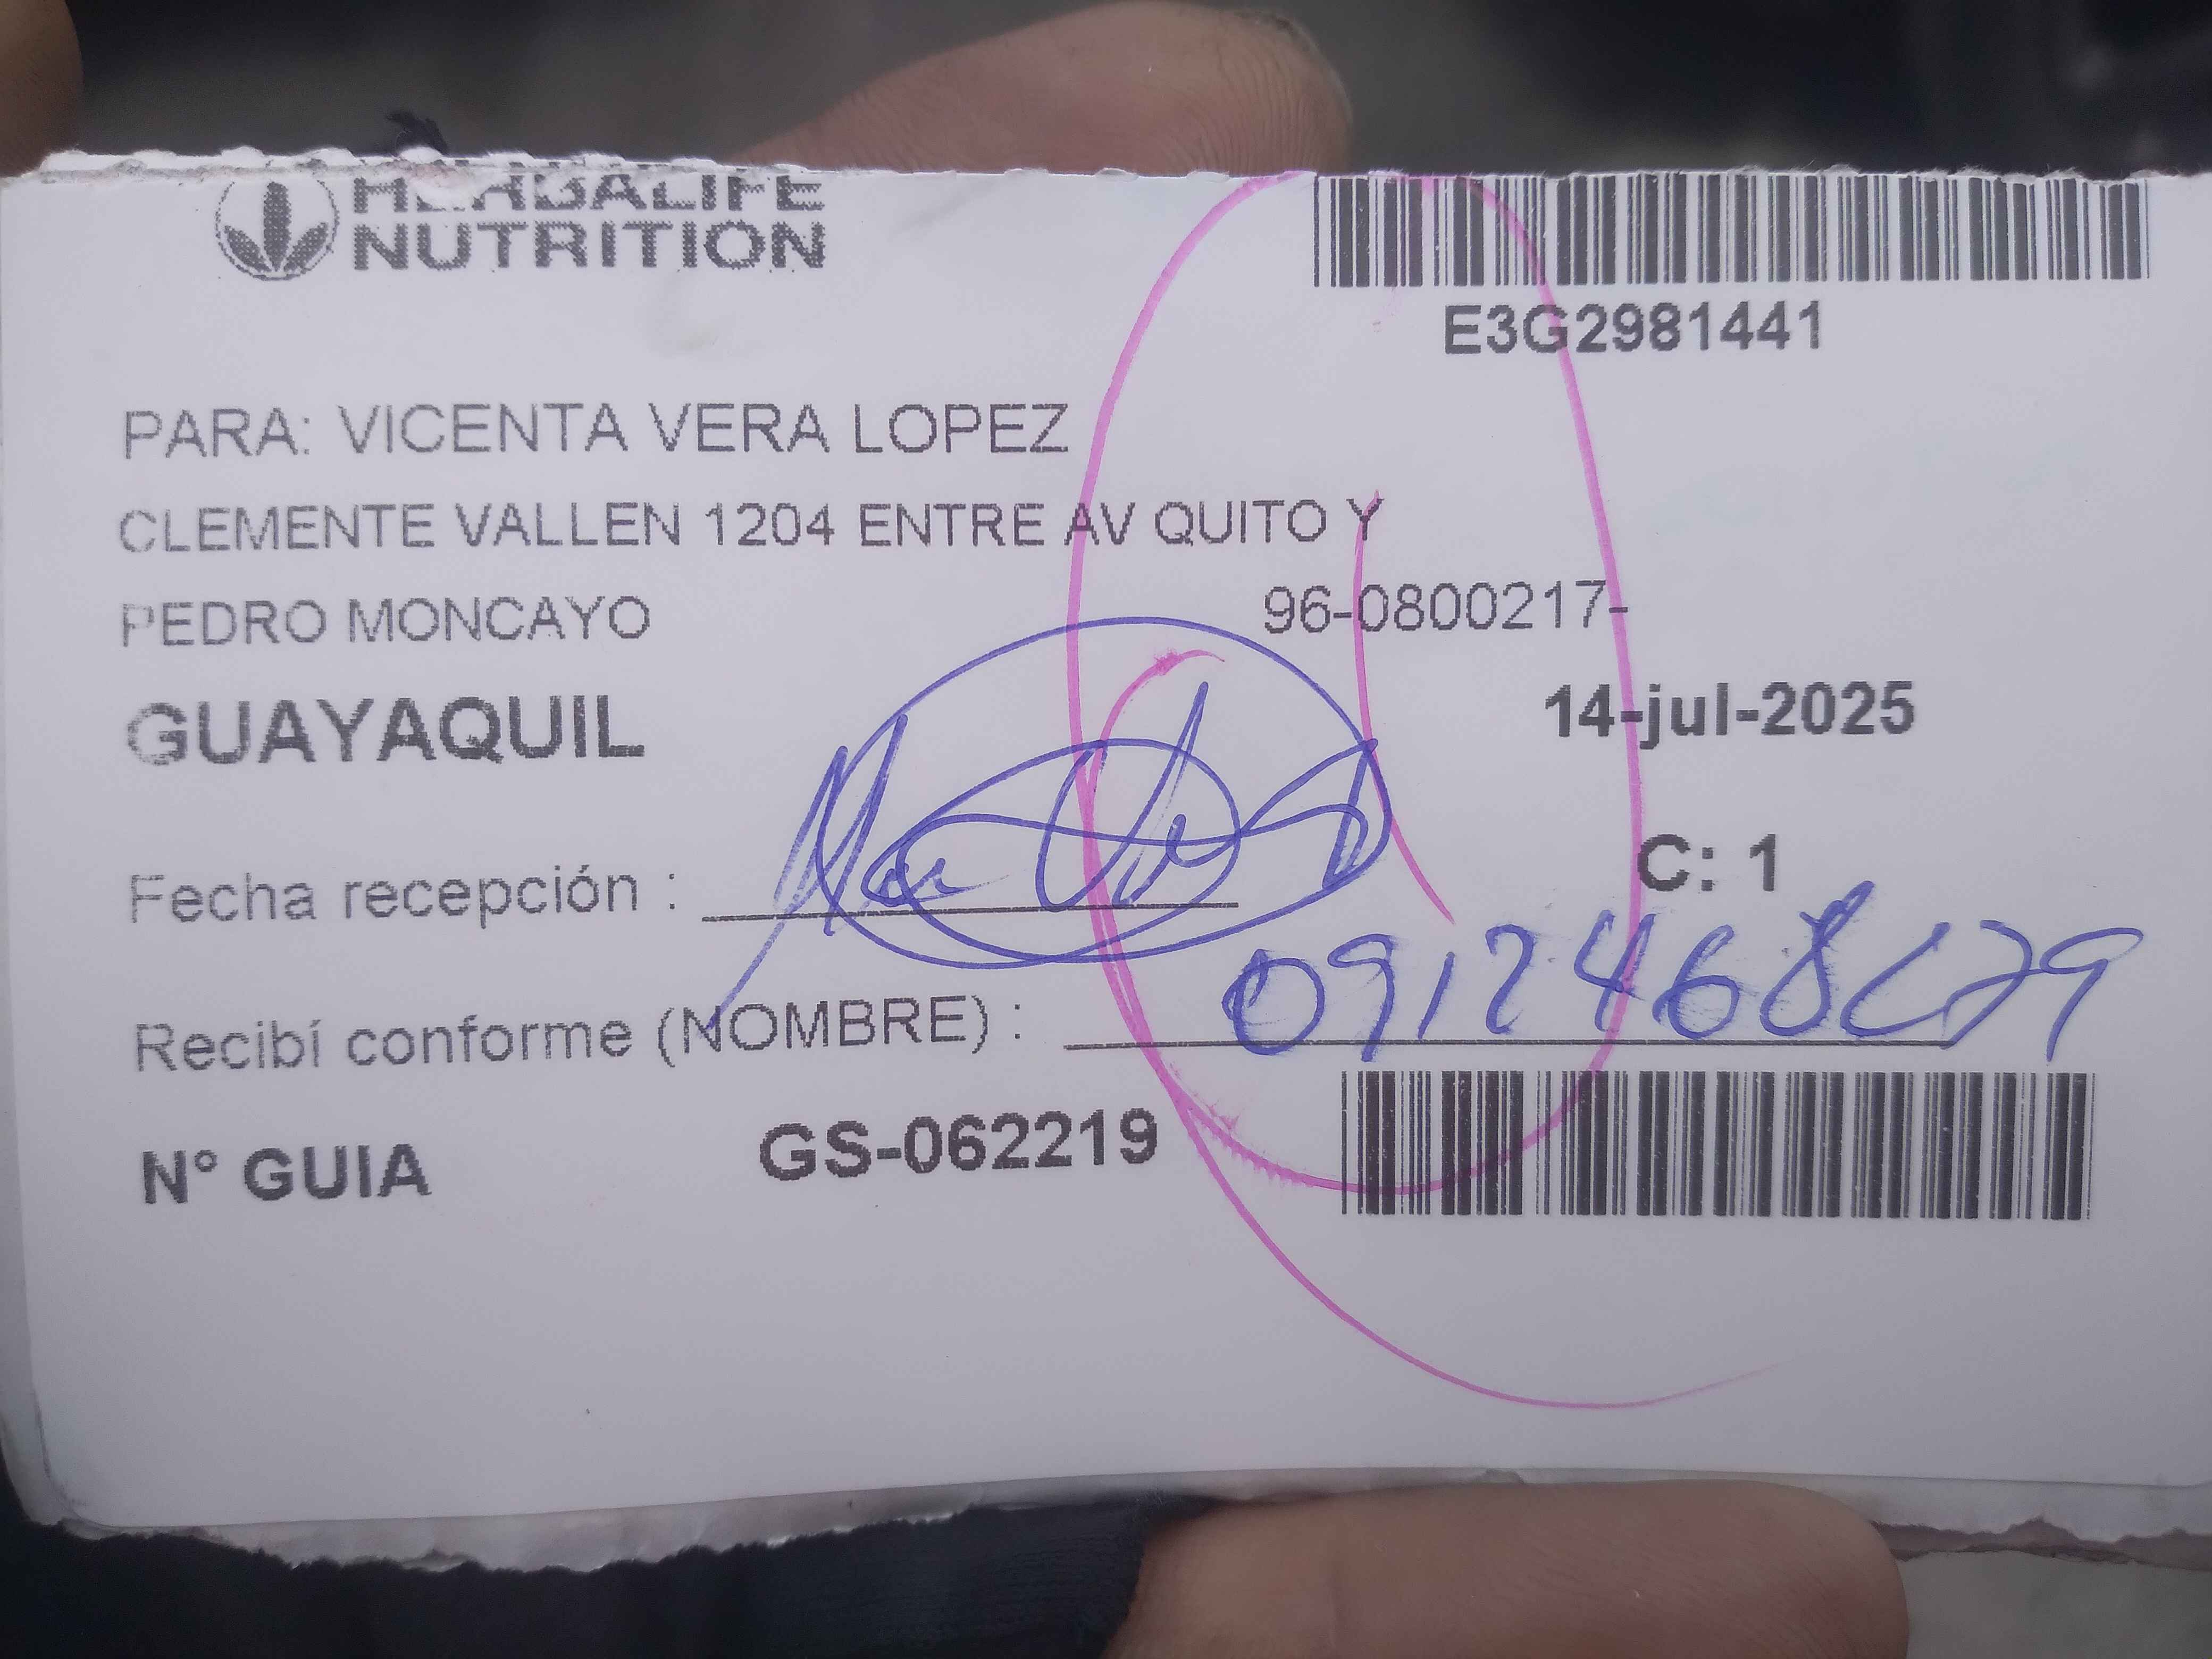 HERBALIFE
NUTRITION
E3G2981441
PARA: VICENTA VERA LOPEZ
CLEMENTE VALLEN 1204 ENTRE AV QUITO Y
PEDRO MONCAYO
96-0800217-
GUAYAQUIL
14-jul-2025
C: 1
Fecha recepción :
Recibí conforme (NOMBRE) :
N° GUIA GS-062219